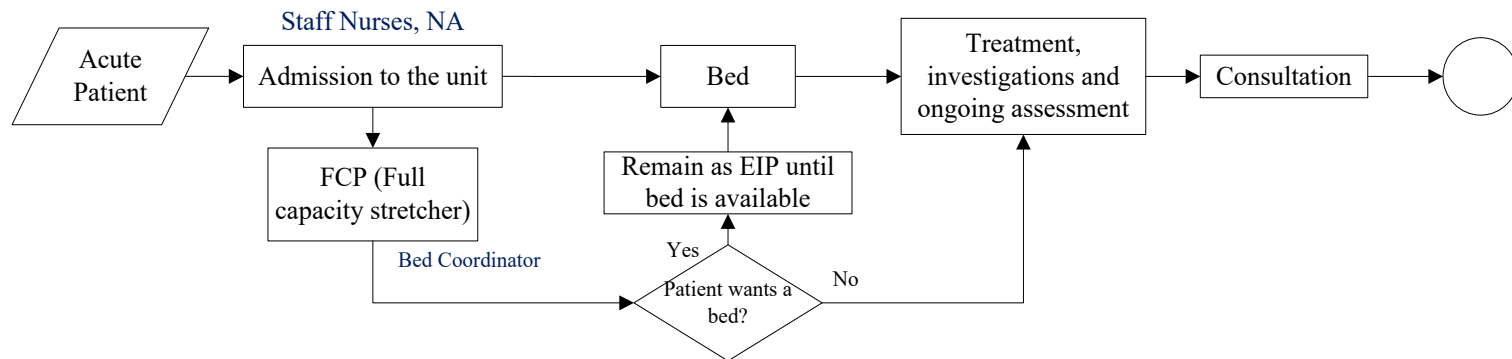 Staff Nurses, NA
Acute
Patient
Admission to the unit
Bed
Treatment,
investigations and
ongoing assessment
Consultation
FCP (Full
capacity stretcher)
Remain as EIP until
bed is available
Bed Coordinator
Yes
No
Patient wants a
bed?